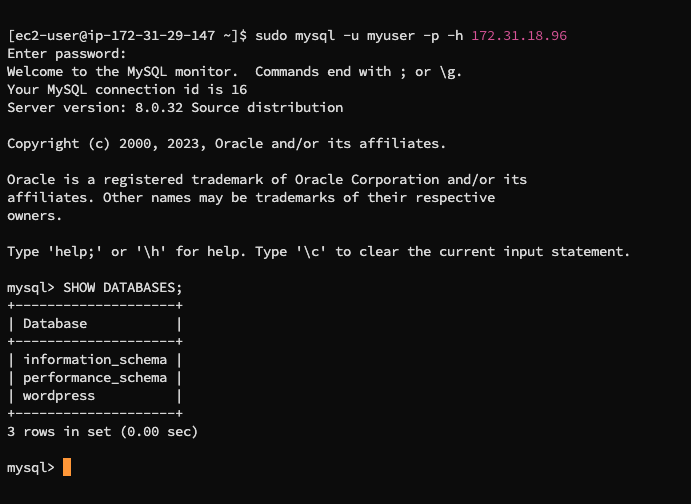 [ec2-user@ip-172-31-29-147 ~]$ sudo mysql -u myuser -p -h 172.31.18.96
Enter password:
Welcome to the MySQL monitor.  Commands end with ; or \g.
Your MySQL connection id is 16
Server version: 8.0.32 Source distribution

Copyright (c) 2000, 2023, Oracle and/or its affiliates.

Oracle is a registered trademark of Oracle Corporation and/or its
affiliates. Other names may be trademarks of their respective
owners.

Type 'help;' or '\h' for help. Type '\c' to clear the current input statement.

mysql> SHOW DATABASES;
+--------------------+
| Database           |
+--------------------+
| information_schema |
| performance_schema |
| wordpress          |
+--------------------+
3 rows in set (0.00 sec)

mysql>